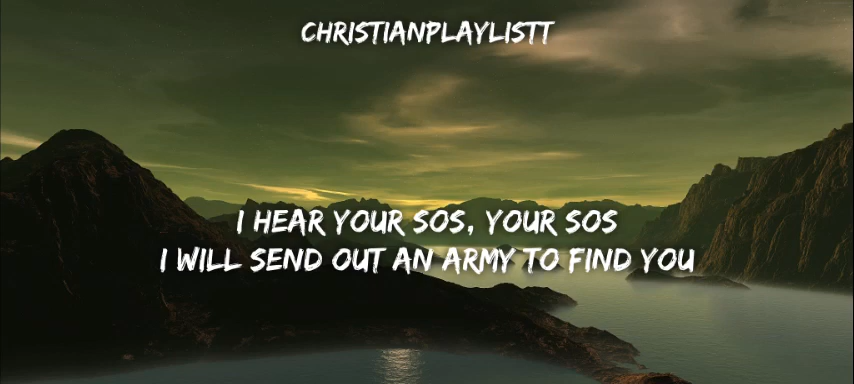 CHRISTIANPLAYLISTT
I HEAR YOUR SOS, YOUR SOS
I WILL SEND OUT AN ARMY TO FIND YOU